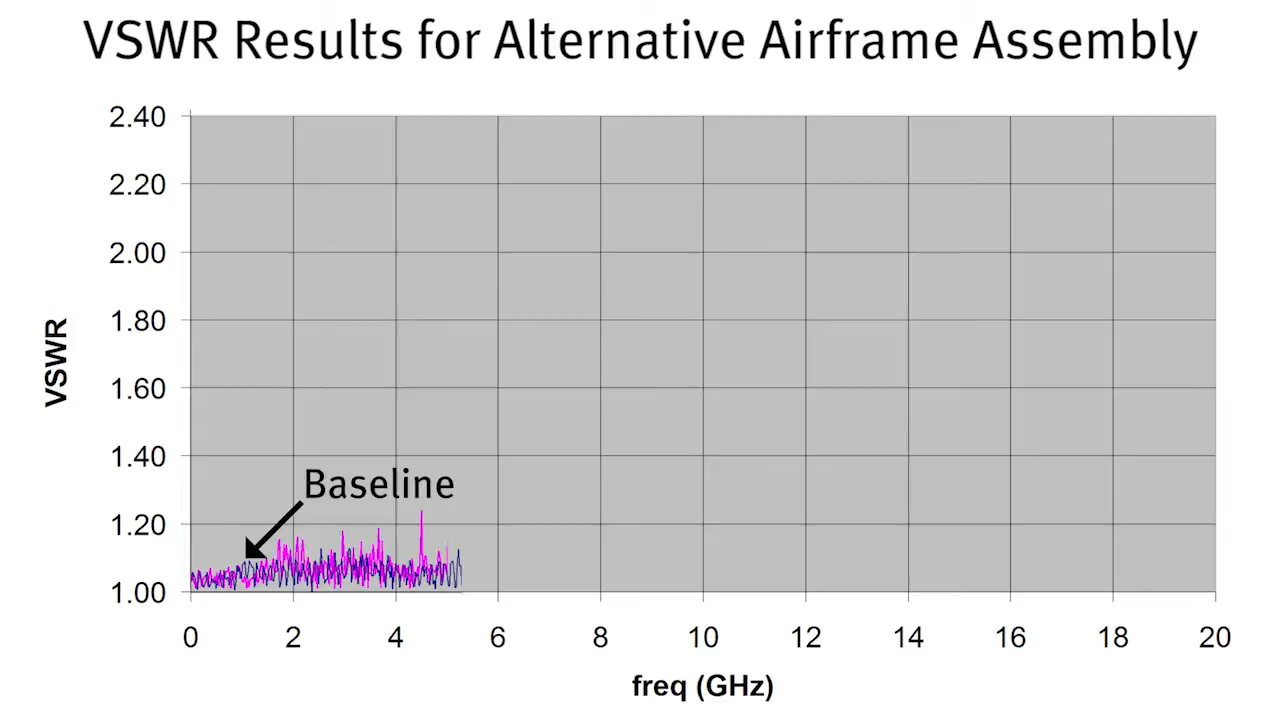 VSWR Results for Alternative Airframe Assembly
2.40
2.20
2.00
1.80
1.60
1.40
1.20
1.00
VSWR
Baseline
0 2 4 6 8 10 12 14 16 18 20
freq (GHz)